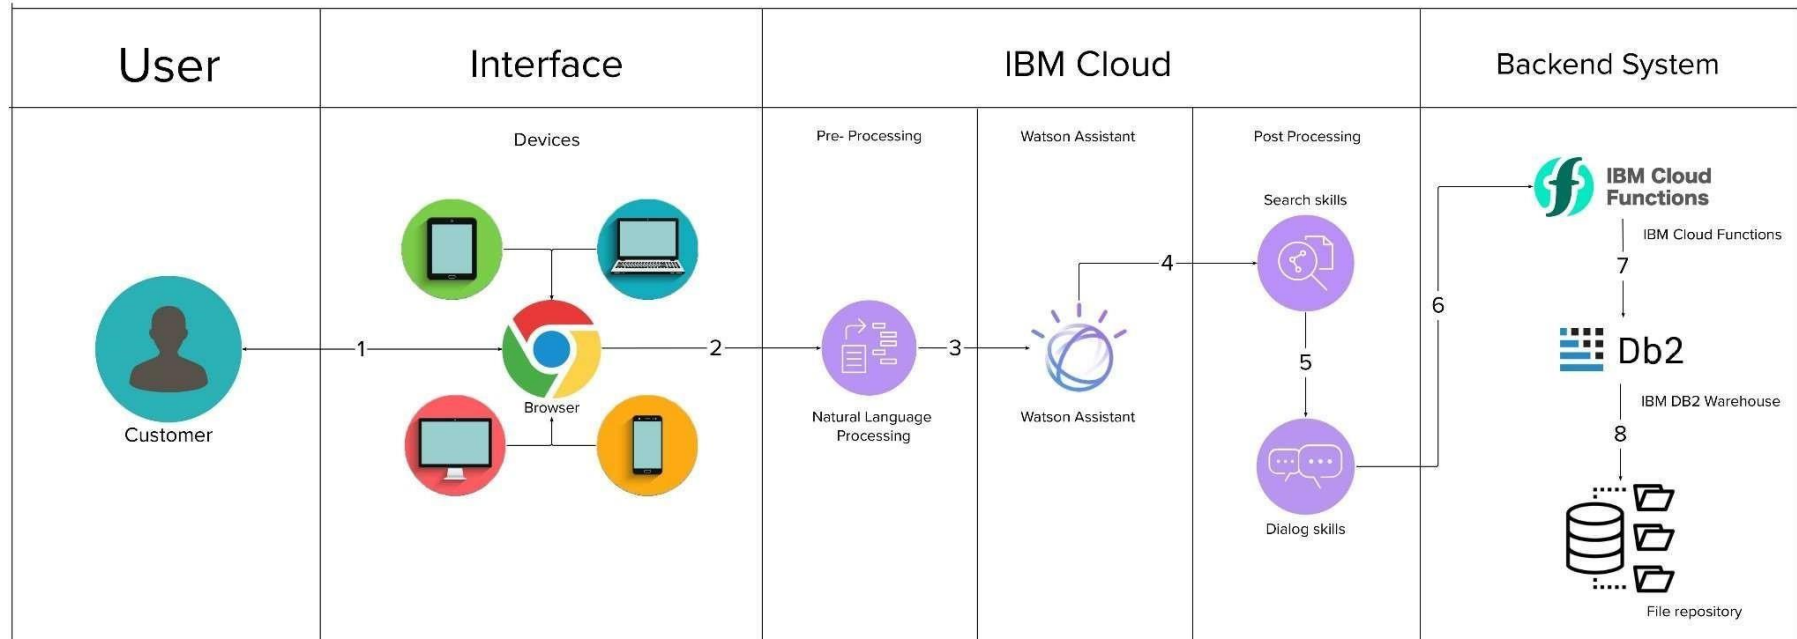 User
Interface
IBM Cloud
Backend System
Devices
Pre- Processing
Watson Assistant
Post Processing
Search skills
IBM Cloud
Functions
IBM Cloud Functions
7
4
6
1
2
3
5
Db2
Browser
Customer
Natural Language
Processing
Watson Assistant
IBM DB2 Warehouse
8
Dialog skills
File repository